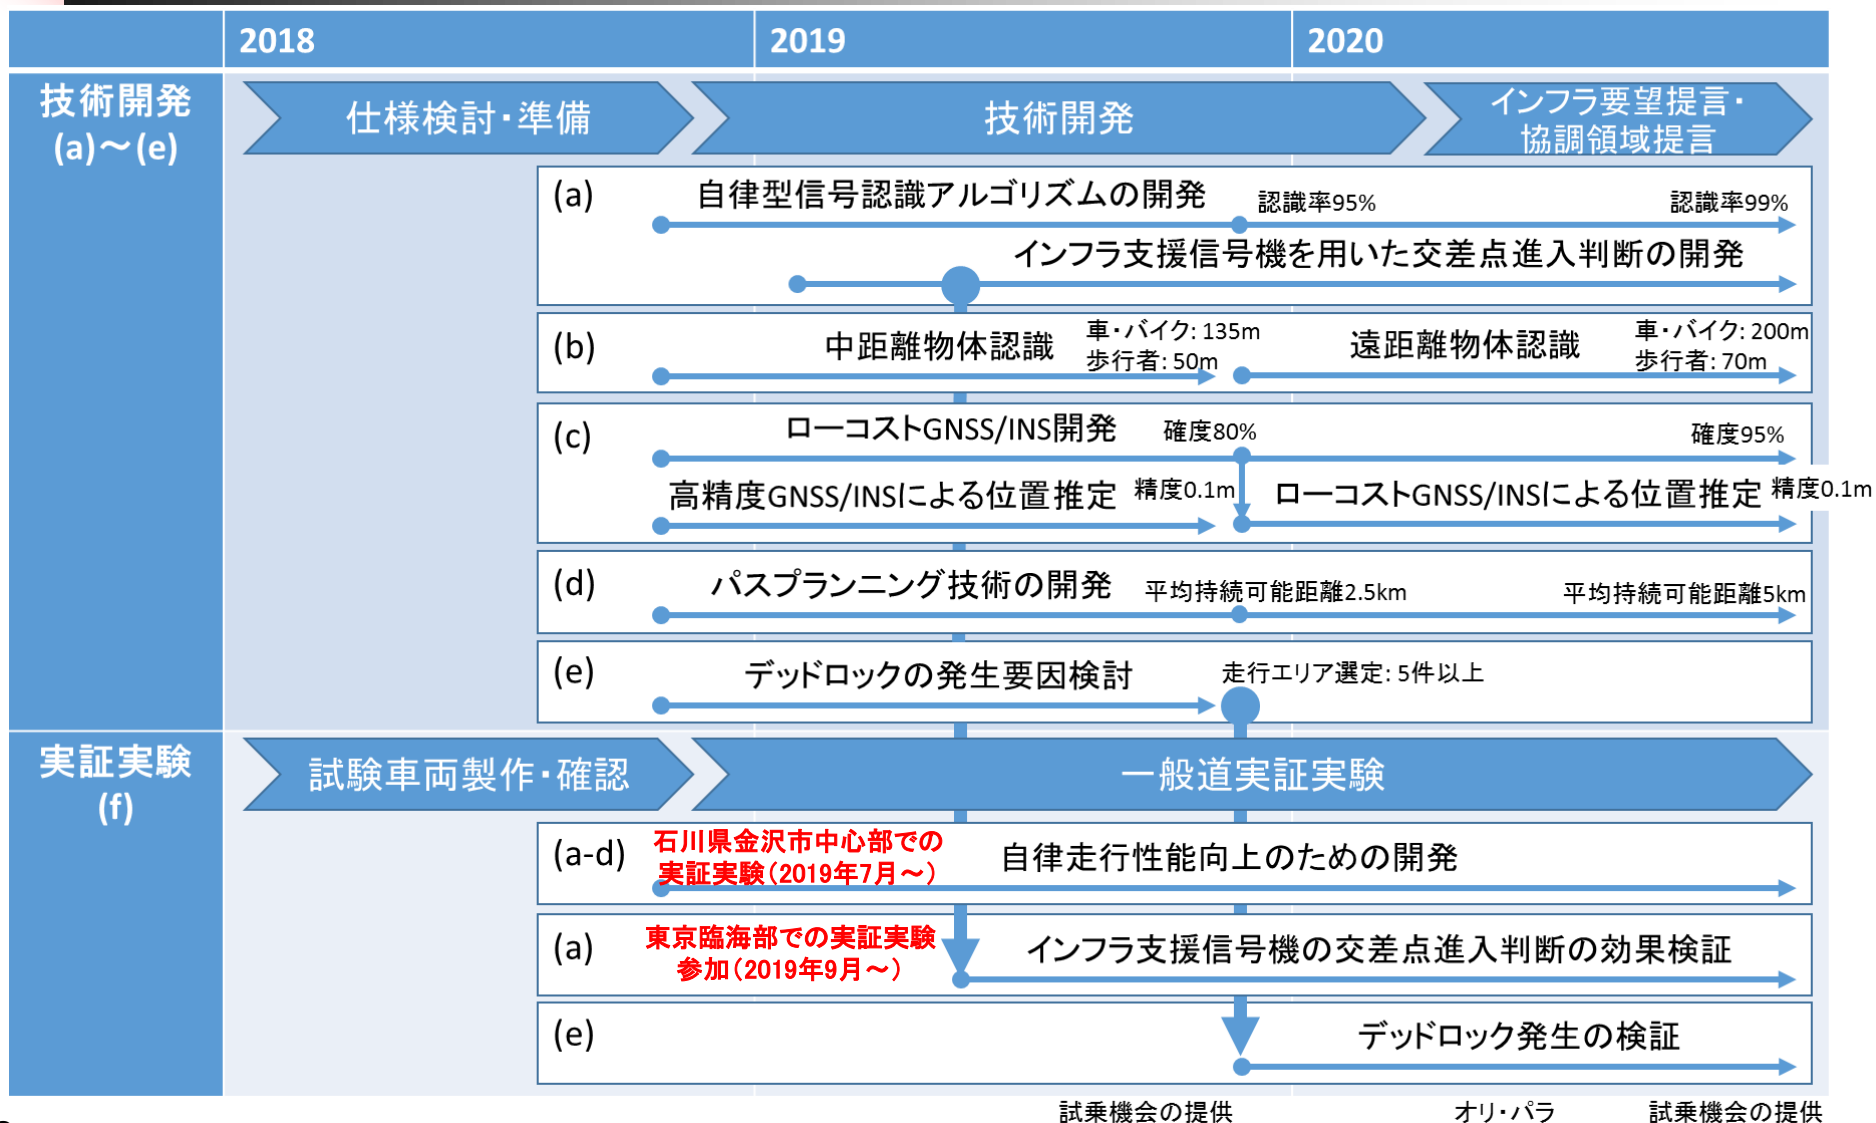 2018
2019
2020
技術開発
(a)～(e)
仕様検討・準備
技術開発
インフラ要望提言・
協調領域提言
(a)
自律型信号認識アルゴリズムの開発
認識率95%
認識率99%
インフラ支援信号機を用いた交差点進入判断の開発
(b)
中距離物体認識
車・バイク: 135m
歩行者: 50m
遠距離物体認識
車・バイク: 200m
歩行者: 70m
(c)
ローコストGNSS/INS開発
確度80%
確度95%
高精度GNSS/INSによる位置推定
精度0.1m
ローコストGNSS/INSによる位置推定
精度0.1m
(d)
パスプランニング技術の開発
平均持続可能距離2.5km
平均持続可能距離5km
(e)
デッドロックの発生要因検討
走行エリア選定: 5件以上
実証実験
(f)
試験車両製作・確認
一般道実証実験
(a-d)
石川県金沢市中心部での
実証実験（2019年7月～）
自律走行性能向上のための開発
(a)
東京臨海部での実証実験
参加（2019年9月～）
インフラ支援信号機の交差点進入判断の効果検証
(e)
デッドロック発生の検証
試乗機会の提供
オリ・パラ
試乗機会の提供